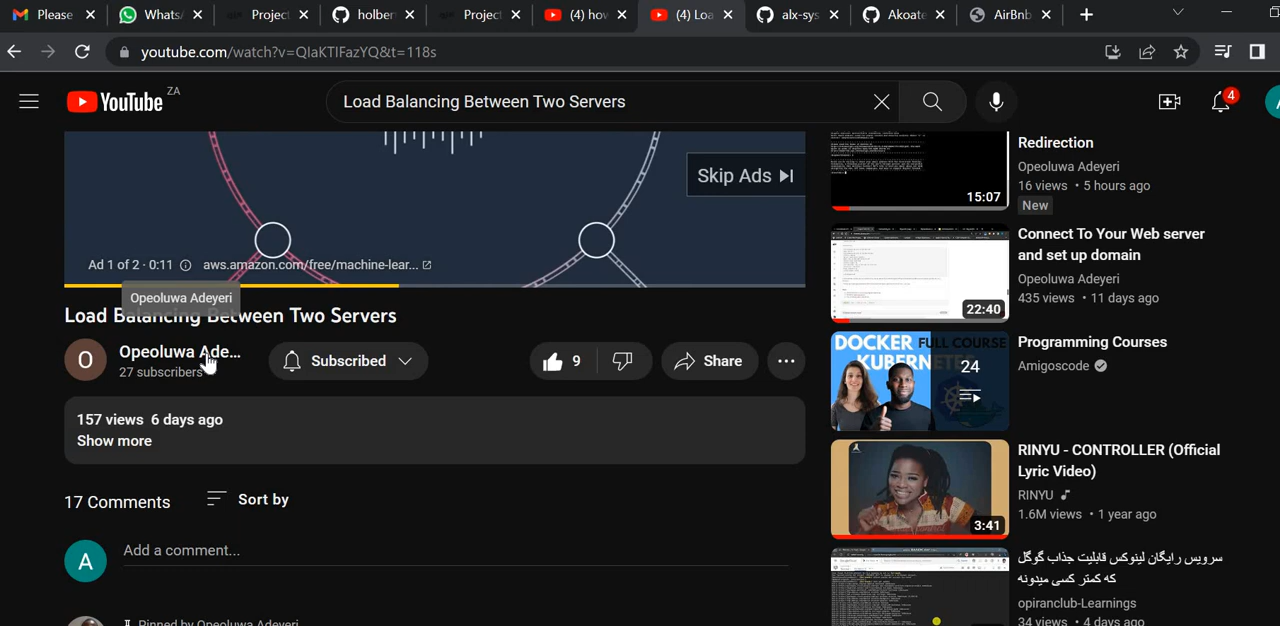 Please
Whats
Project
holber
Project
(4) hov
(4) Loa
alx-sys
Akoate
AirBnb
youtube.com/watch?v=QlaKTlFazYQ&t=118s
YouTube ZA
Load Balancing Between Two Servers
4
Skip Ads
Ad 1 of 2
aws.amazon.com/free/machine-lea...
Opeoluwa Adeyeri
Load Balancing Between Two Servers
O
Opeoluwa Ade...
27 subscribers
Subscribed
9
Share
...
157 views 6 days ago
Show more
17 Comments
Sort by
A
Add a comment...
Pinned by Opeoluwa Adeyeri
15:07
Redirection
Opeoluwa Adeyeri
16 views • 5 hours ago
New
22:40
Connect To Your Web server
and set up domain
Opeoluwa Adeyeri
435 views • 11 days ago
DOCKER FULL COURSE
KUBERNETE
24
Programming Courses
Amigoscode
3:41
RINYU - CONTROLLER (Official
Lyric Video)
RINYU
1.6M views • 1 year ago
سرویس رایگان لینوکس قابلیت جذاب گوگل
که کمتر کسی میدونه
opiranclub-Learnings
34 views • 4 days ago